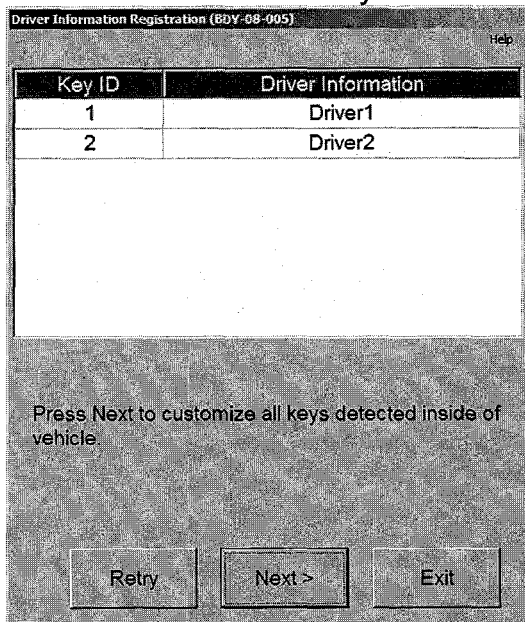 Driver Information Registration (BDY-08-005)
Help
Key ID Driver Information
1 Driver1
2 Driver2
Press Next to customize all keys detected inside of
vehicle.
Retry Next > Exit